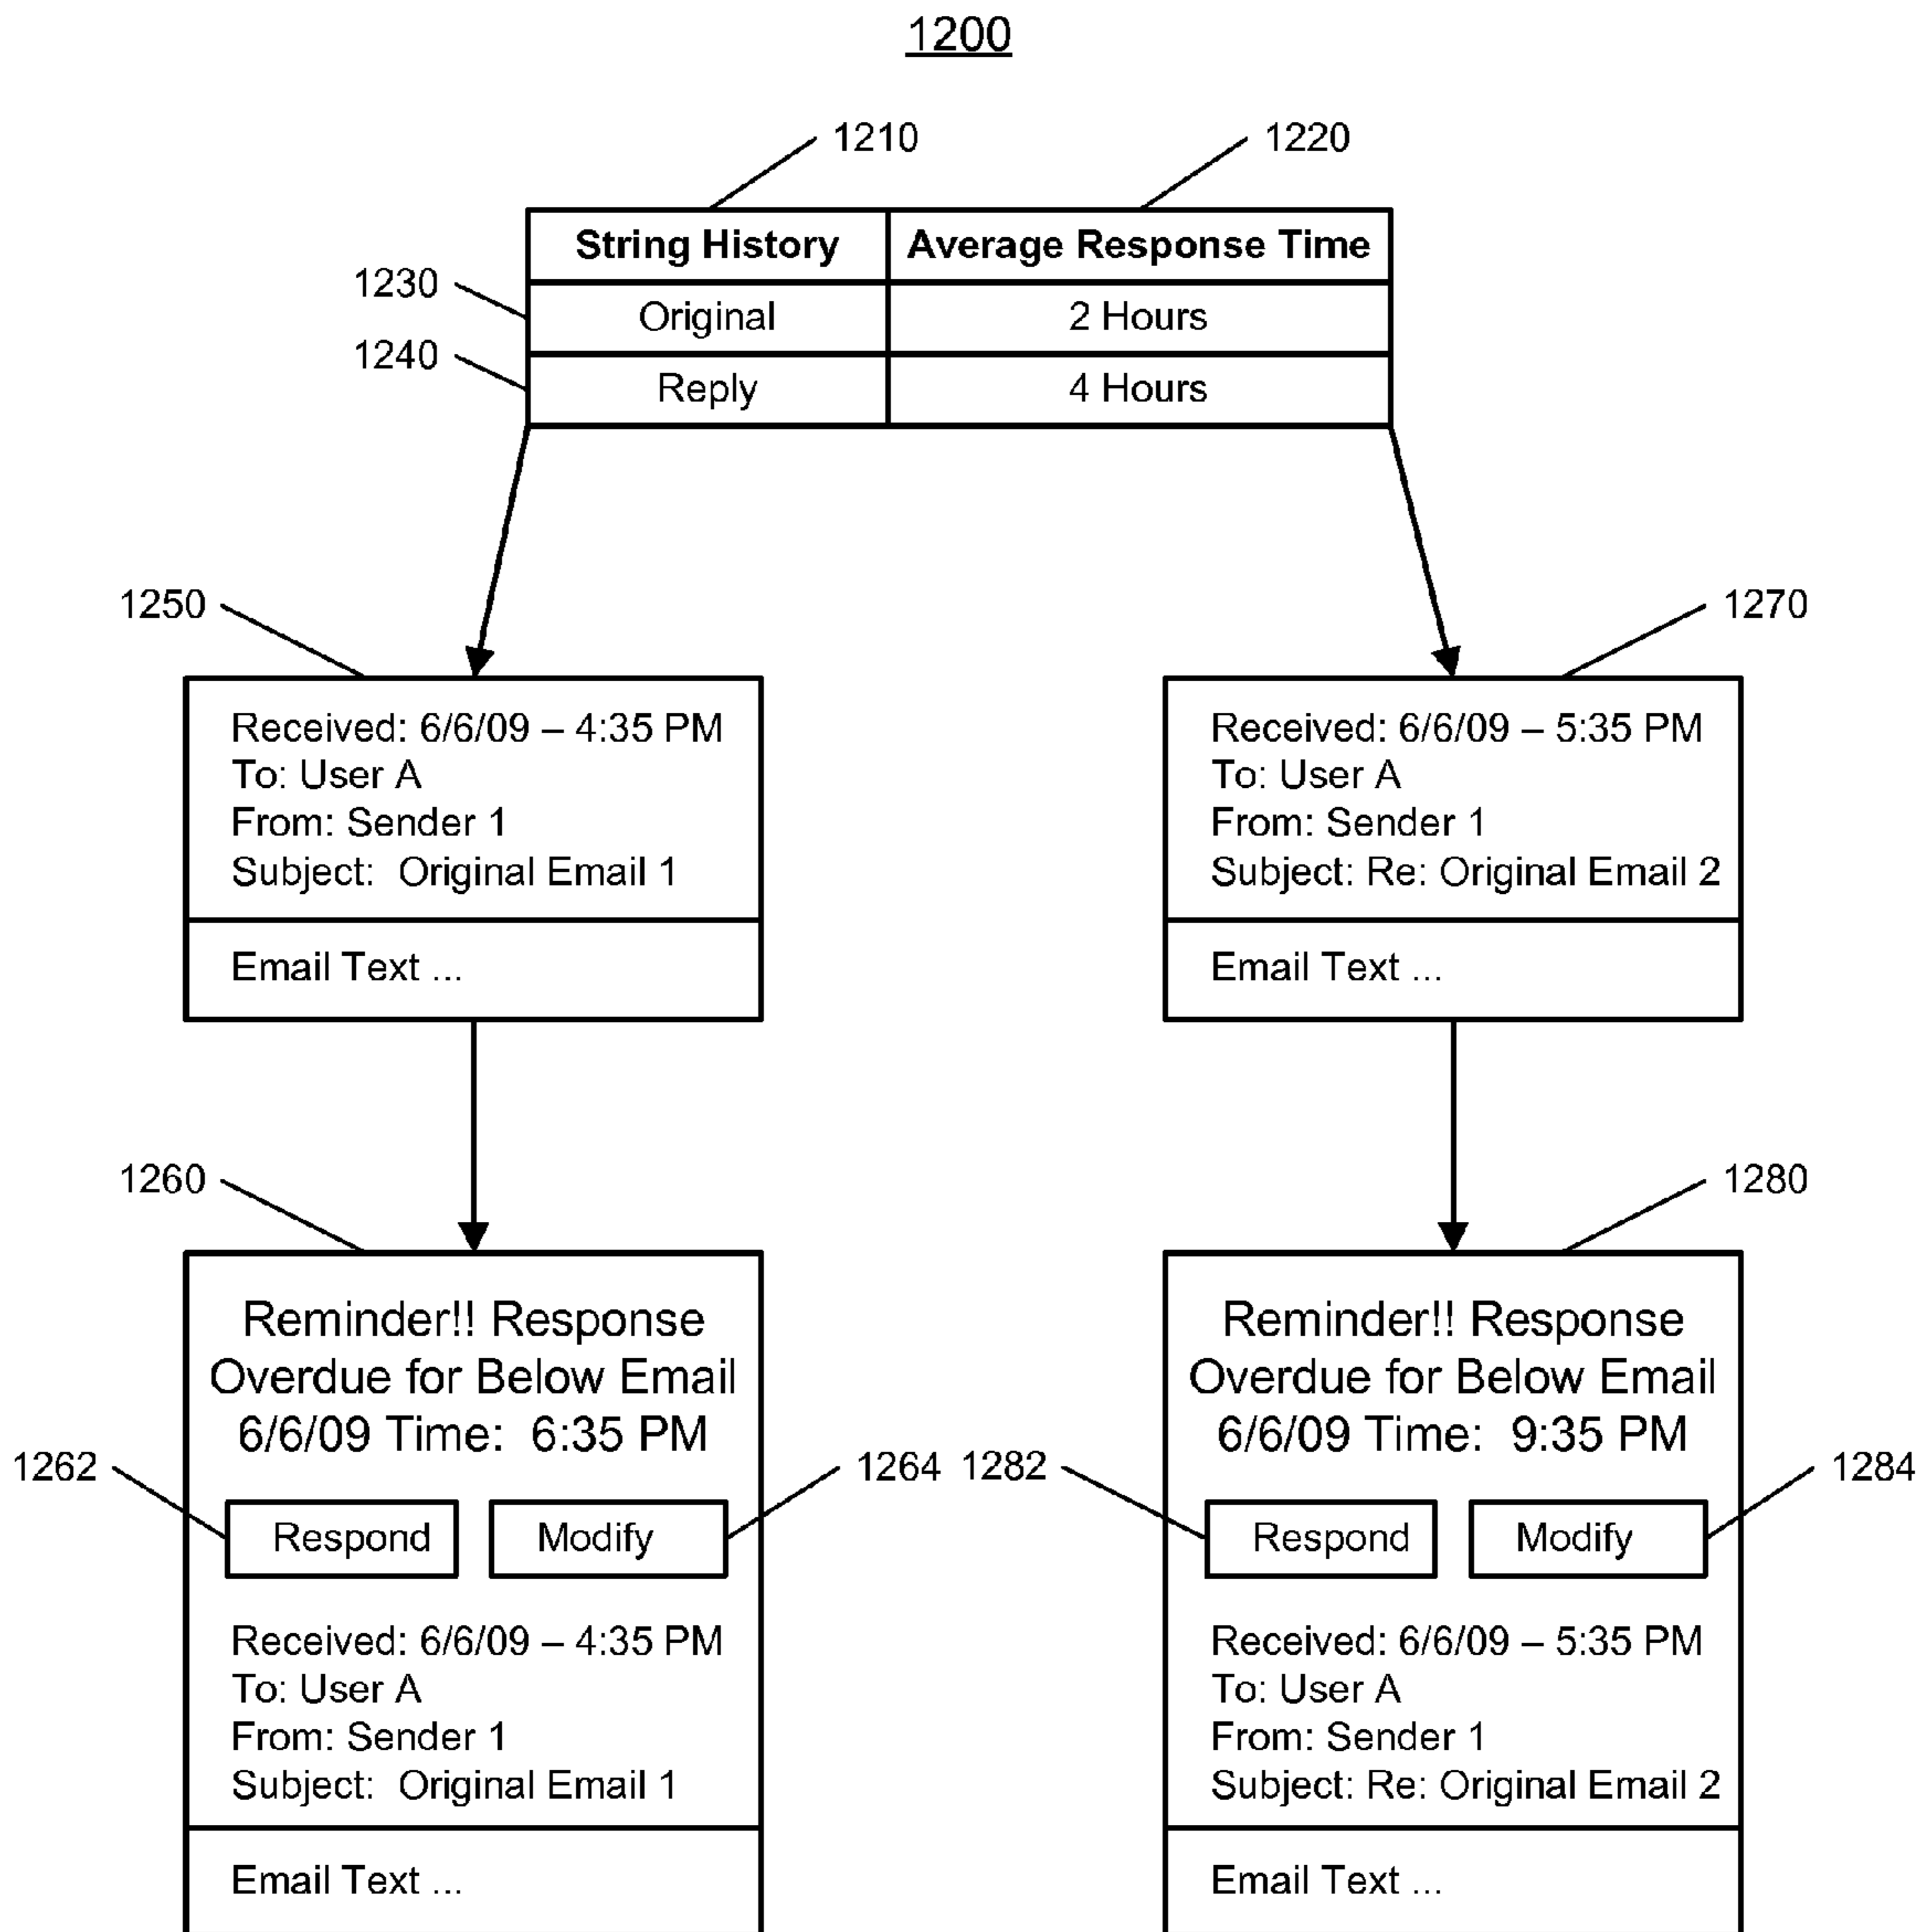 1200
1210
1220
String History Average Response Time
1230
Original 2 Hours
1240
Reply 4 Hours
1250
Received: 6/6/09 – 4:35 PM
To: User A
From: Sender 1
Subject: Original Email 1
Email Text ...
1270
Received: 6/6/09 – 5:35 PM
To: User A
From: Sender 1
Subject: Re: Original Email 2
Email Text ...
1260
Reminder!! Response
Overdue for Below Email
6/6/09 Time: 6:35 PM
1262
1264
Respond Modify
Received: 6/6/09 – 4:35 PM
To: User A
From: Sender 1
Subject: Original Email 1
Email Text ...
1280
Reminder!! Response
Overdue for Below Email
6/6/09 Time: 9:35 PM
1282
1284
Respond Modify
Received: 6/6/09 – 5:35 PM
To: User A
From: Sender 1
Subject: Re: Original Email 2
Email Text ...